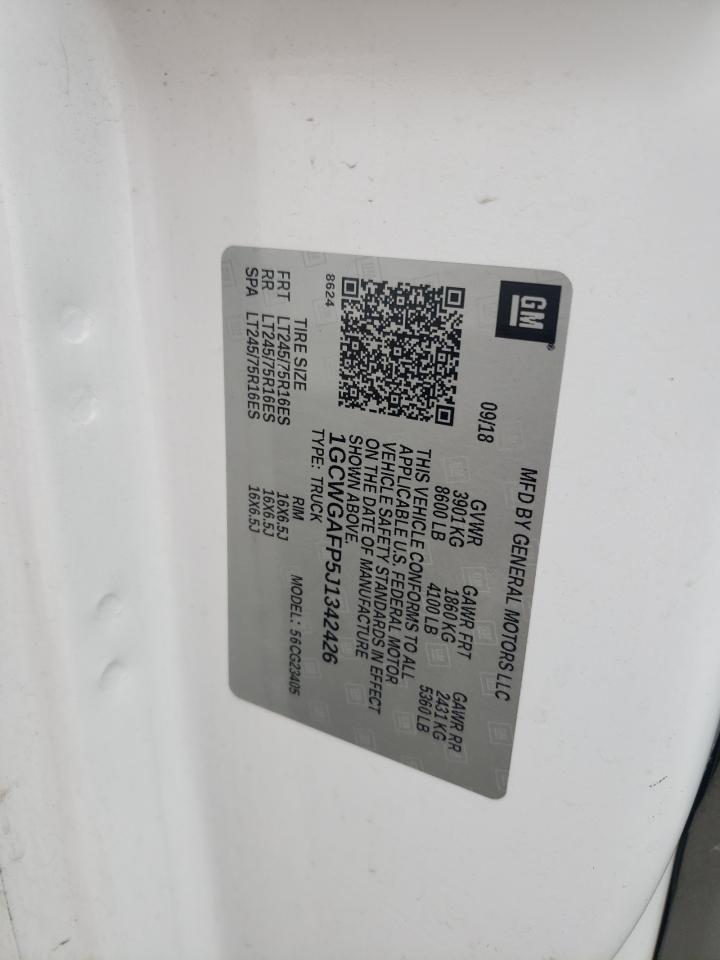 GM
MFD BY GENERAL MOTORS LLC
09/18
GVWR GAWR FRT GAWR RR
3901 KG 1860 KG 2431 KG
8600 LB 4100 LB 5360 LB
THIS VEHICLE CONFORMS TO ALL
APPLICABLE U.S. FEDERAL MOTOR
VEHICLE SAFETY STANDARDS IN EFFECT
ON THE DATE OF MANUFACTURE
SHOWN ABOVE.
1GCWGAFP5J1342426
TYPE: TRUCK
8624
MODEL: 56CG23405
TIRE SIZE RIM
FRT LT245/75R16ES 16X6.5J
RR LT245/75R16ES 16X6.5J
SPA LT245/75R16ES 16X6.5J